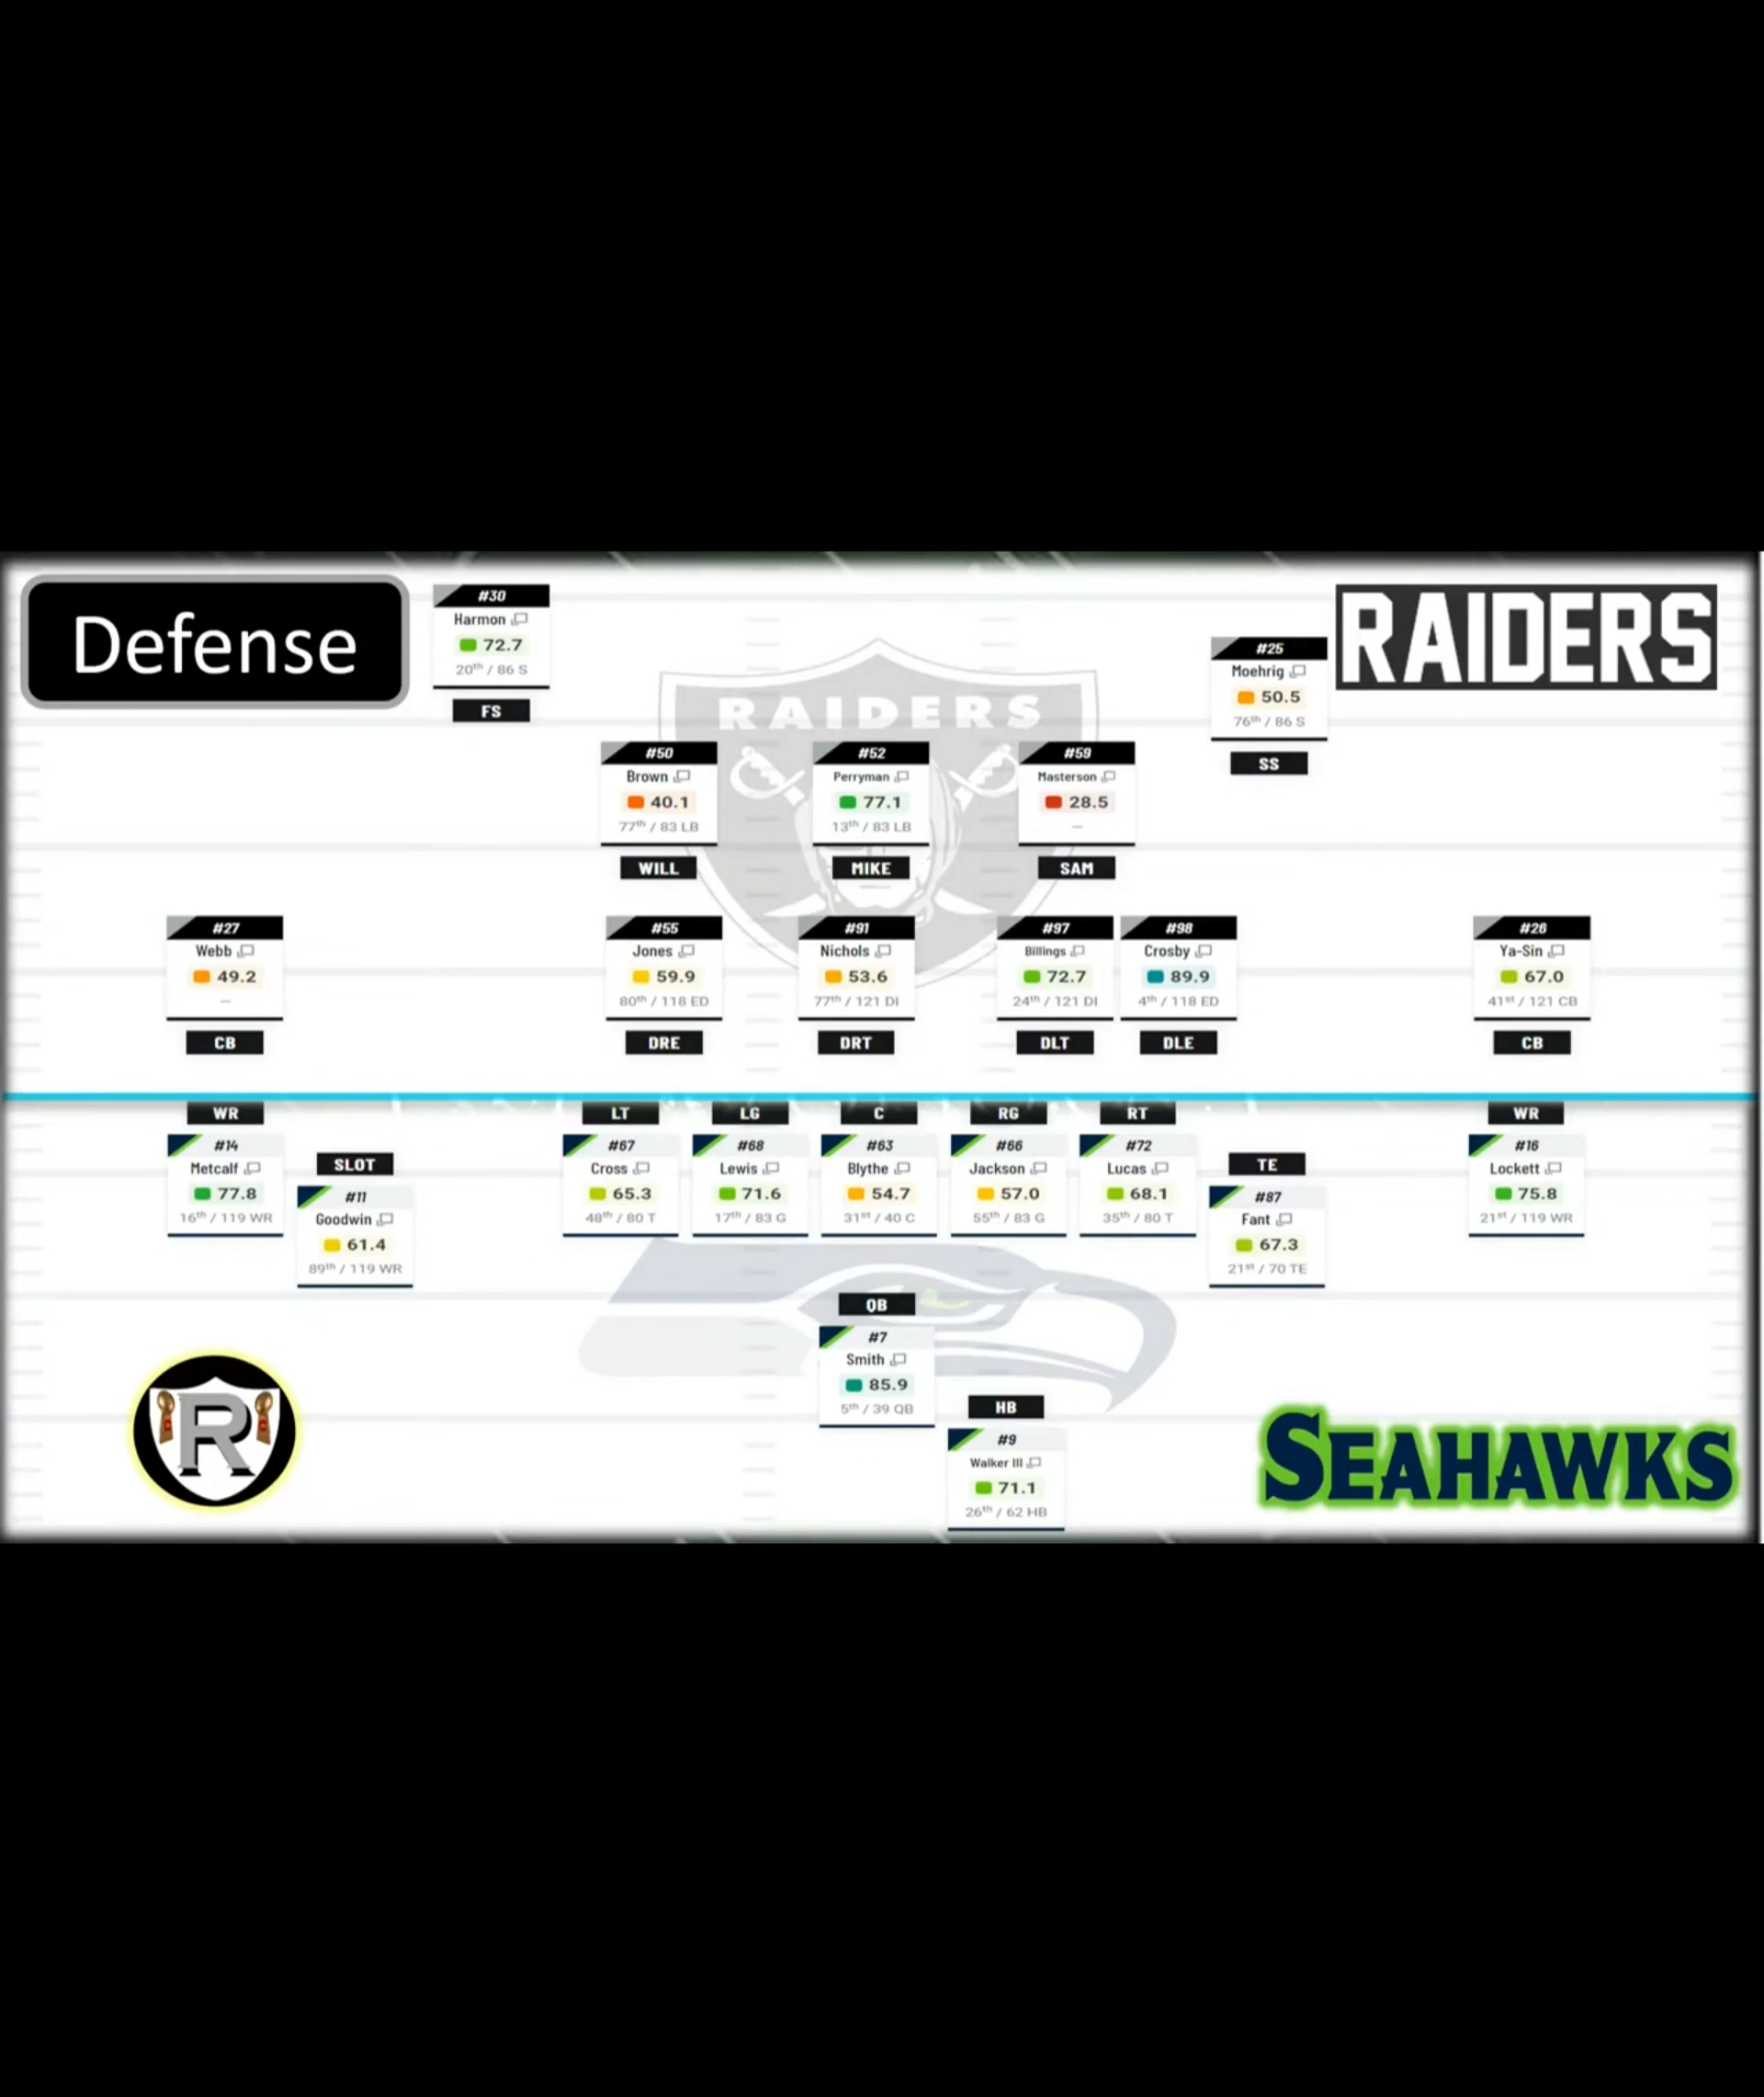 Defense
RAIDERS
#30
Harmon
72.7
20th / 86 S
FS
#25
Moehrig
50.5
76th / 86 S
SS
RAIDERS
#50
Brown
40.1
77th / 83 LB
WILL
#52
Perryman
77.1
13th / 83 LB
MIKE
#59
Masterson
28.5
—
SAM
#27
Webb
49.2
—
CB
#55
Jones
59.9
80th / 118 ED
DRE
#91
Nichols
53.6
77th / 121 DI
DRT
#97
Billings
72.7
24th / 121 DI
DLT
#98
Crosby
89.9
4th / 118 ED
DLE
#26
Ya-Sin
67.0
41st / 121 CB
CB
WR
#14
Metcalf
77.8
16th / 119 WR
SLOT
#11
Goodwin
61.4
89th / 119 WR
LT
#67
Cross
65.3
48th / 80 T
LG
#68
Lewis
71.6
17th / 83 G
C
#63
Blythe
54.7
31st / 40 C
RG
#66
Jackson
57.0
55th / 83 G
RT
#72
Lucas
68.1
35th / 80 T
TE
#87
Fant
67.3
21st / 70 TE
WR
#16
Lockett
75.8
21st / 119 WR
QB
#7
Smith
85.9
5th / 39 QB
HB
#9
Walker III
71.1
26th / 62 HB
R
SEAHAWKS